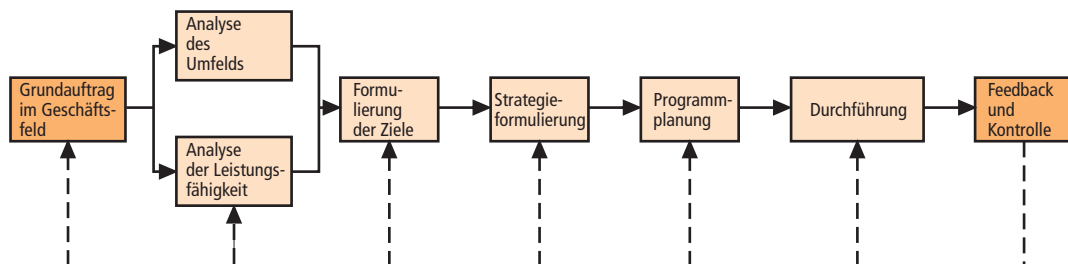 Grundauftrag
im Geschäfts-
feld
Analyse
des
Umfelds
Analyse
der Leistungs-
fähigkeit
Formu-
lierung
der Ziele
Strategie-
formulierung
Programm-
planung
Durchführung
Feedback
und
Kontrolle